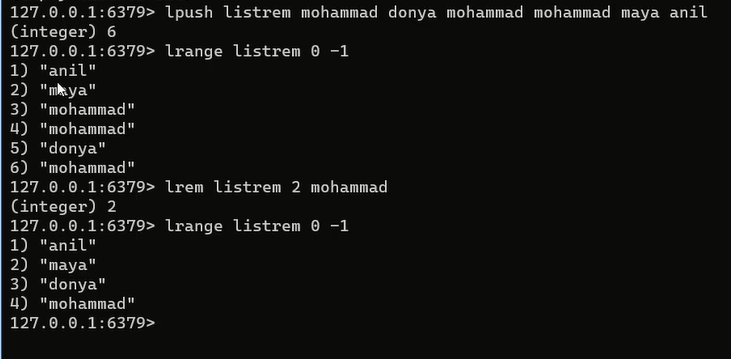 127.0.0.1:6379> lpush listrem mohammad donya mohammad mohammad maya anil
(integer) 6
127.0.0.1:6379> lrange listrem 0 -1
1) "anil"
2) "maya"
3) "mohammad"
4) "mohammad"
5) "donya"
6) "mohammad"
127.0.0.1:6379> lrem listrem 2 mohammad
(integer) 2
127.0.0.1:6379> lrange listrem 0 -1
1) "anil"
2) "maya"
3) "donya"
4) "mohammad"
127.0.0.1:6379>